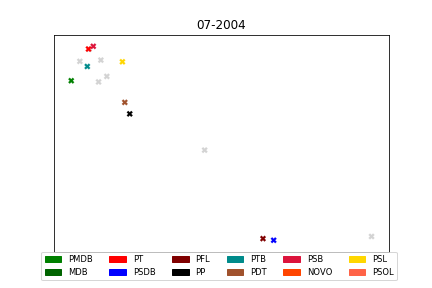 07-2004
PMDB PT PFL PTB PSB PSL
MDB PSDB PP PDT NOVO PSOL